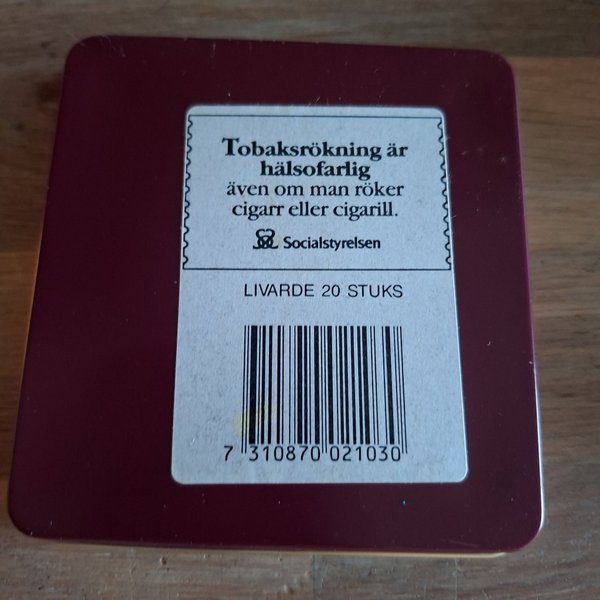 Tobaksrökning är
hälsofarlig
även om man röker
cigarr eller cigarill.
Socialstyrelsen
LIVARDE 20 STUKS
7 310870 021030